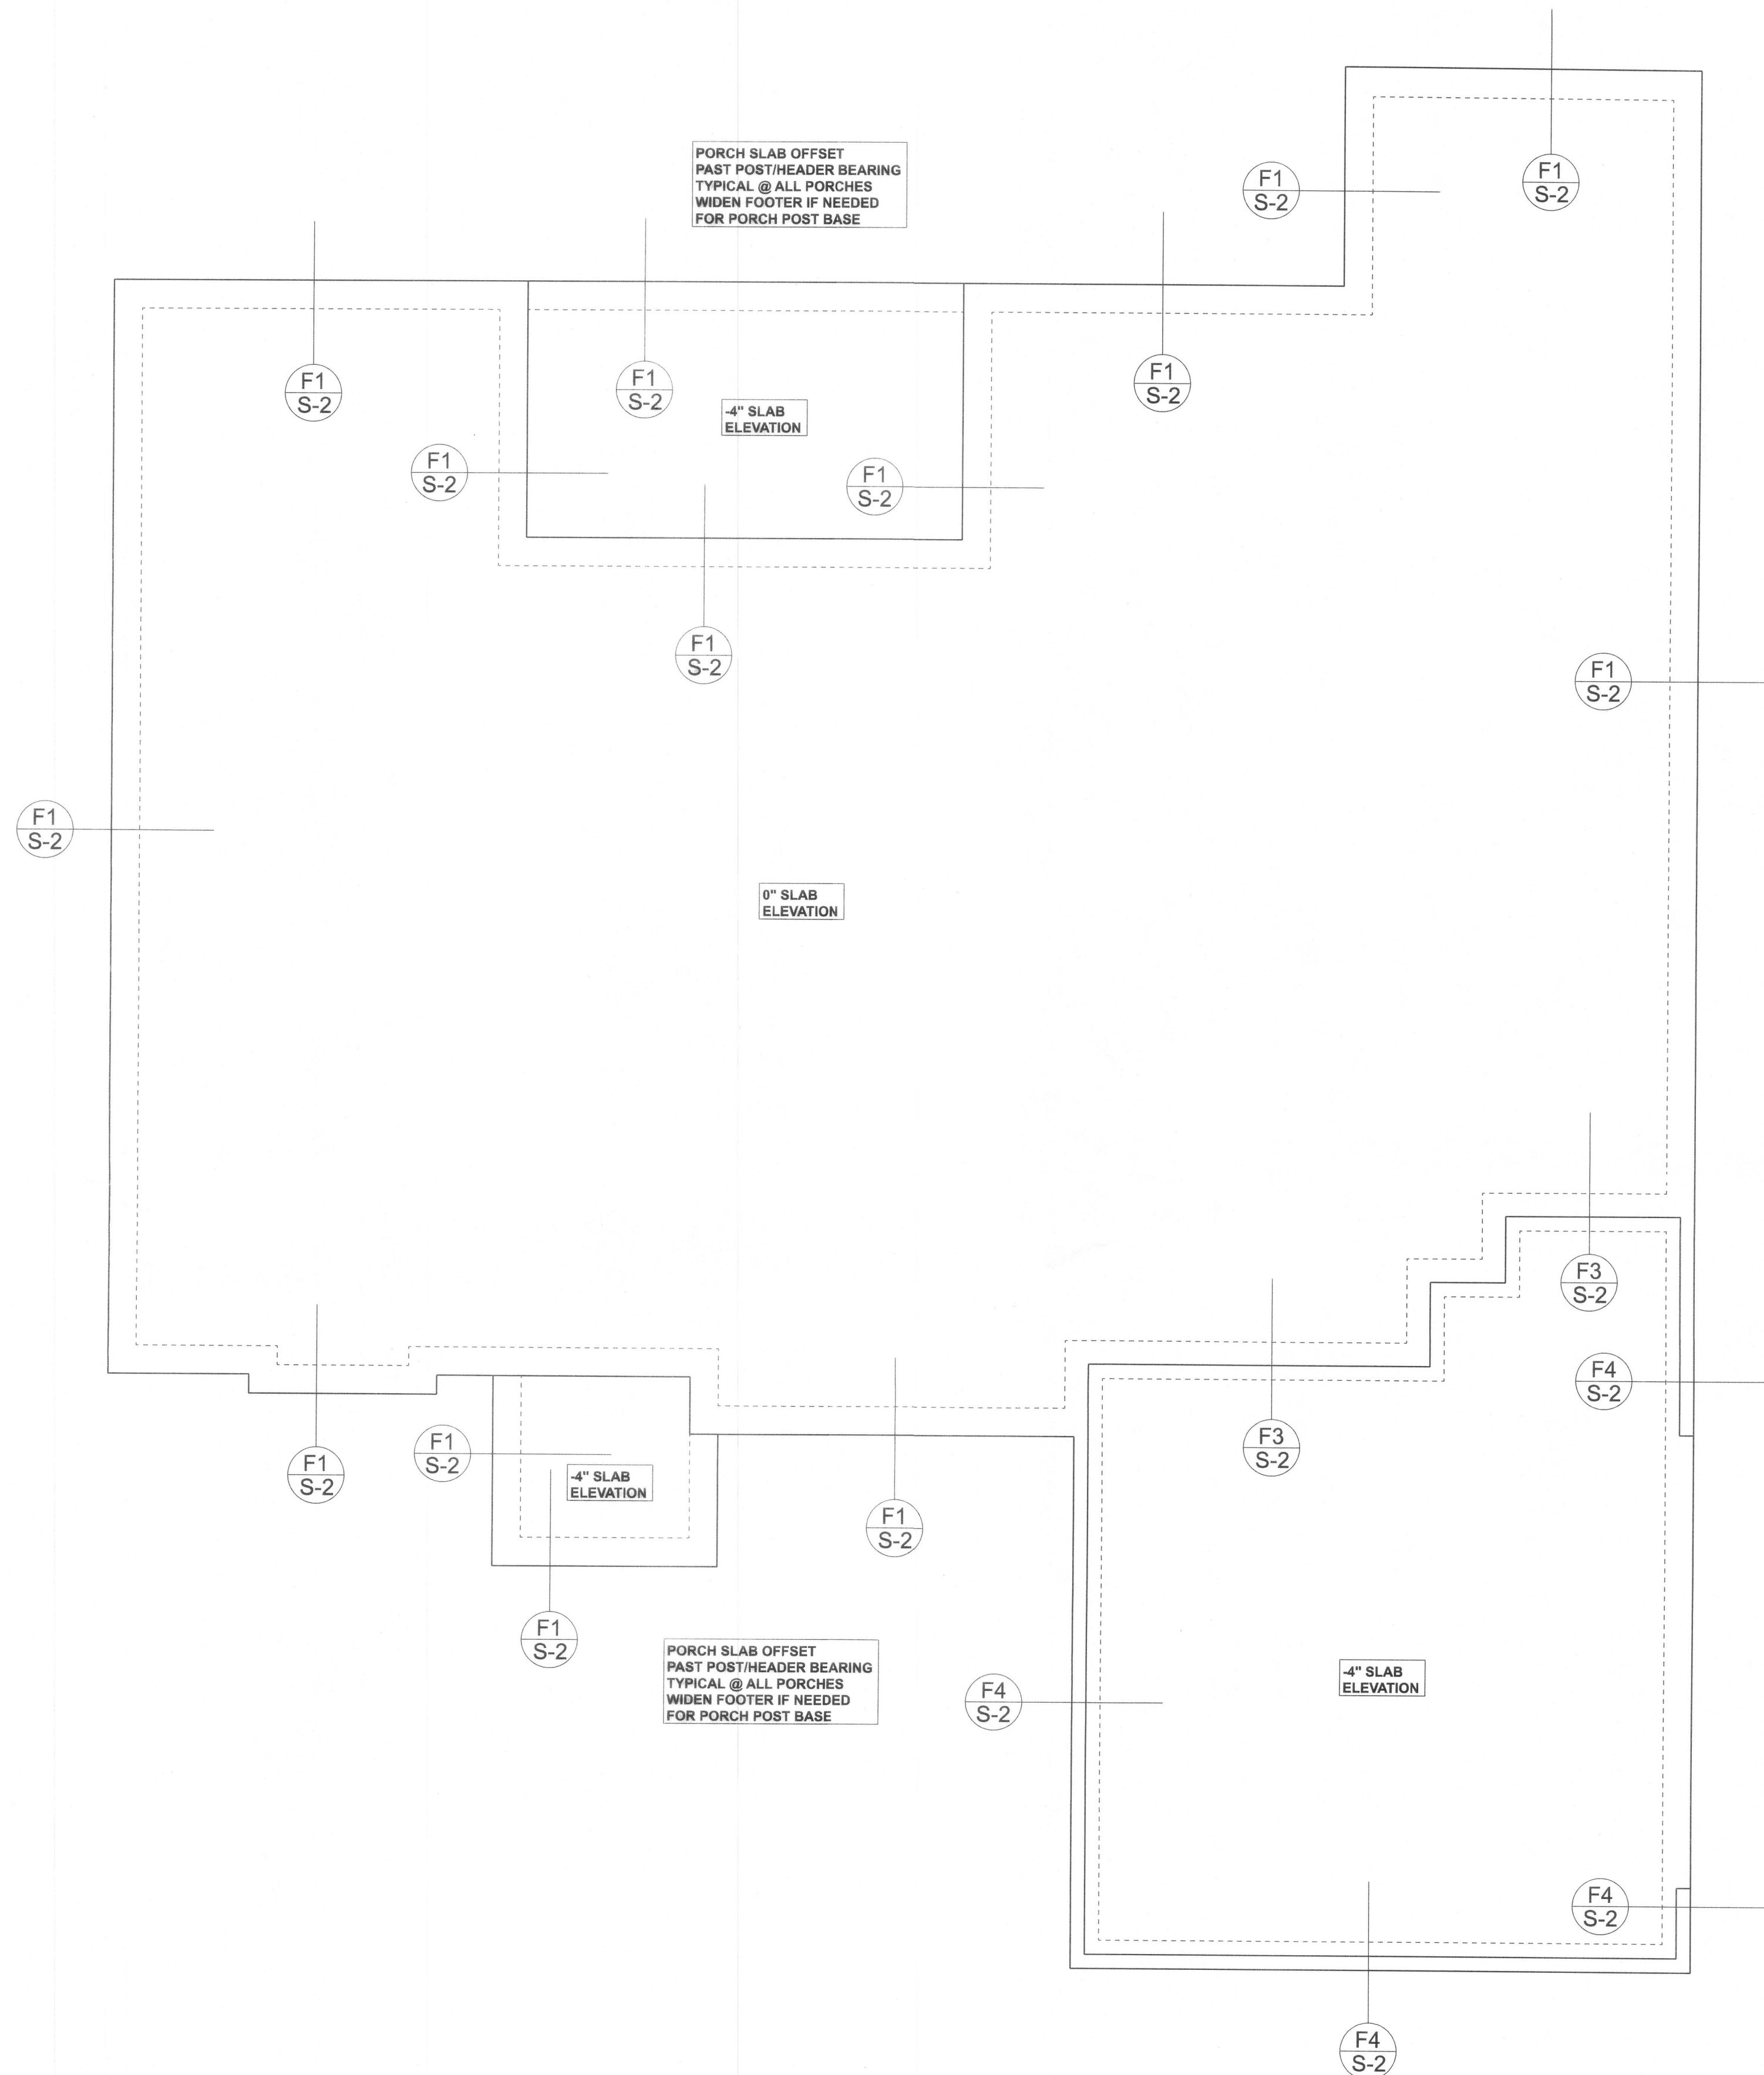 PORCH SLAB OFFSET
PAST POST/HEADER BEARING
TYPICAL @ ALL PORCHES
WIDEN FOOTER IF NEEDED
FOR PORCH POST BASE
F1
S-2
F1
S-2
F1
S-2
F1
S-2
F1
S-2
-4" SLAB
ELEVATION
F1
S-2
F1
S-2
F1
S-2
F1
S-2
F1
S-2
0" SLAB
ELEVATION
F3
S-2
F4
S-2
F3
S-2
F1
S-2
F1
S-2
-4" SLAB
ELEVATION
F1
S-2
F1
S-2
PORCH SLAB OFFSET
PAST POST/HEADER BEARING
TYPICAL @ ALL PORCHES
WIDEN FOOTER IF NEEDED
FOR PORCH POST BASE
F4
S-2
-4" SLAB
ELEVATION
F4
S-2
F4
S-2